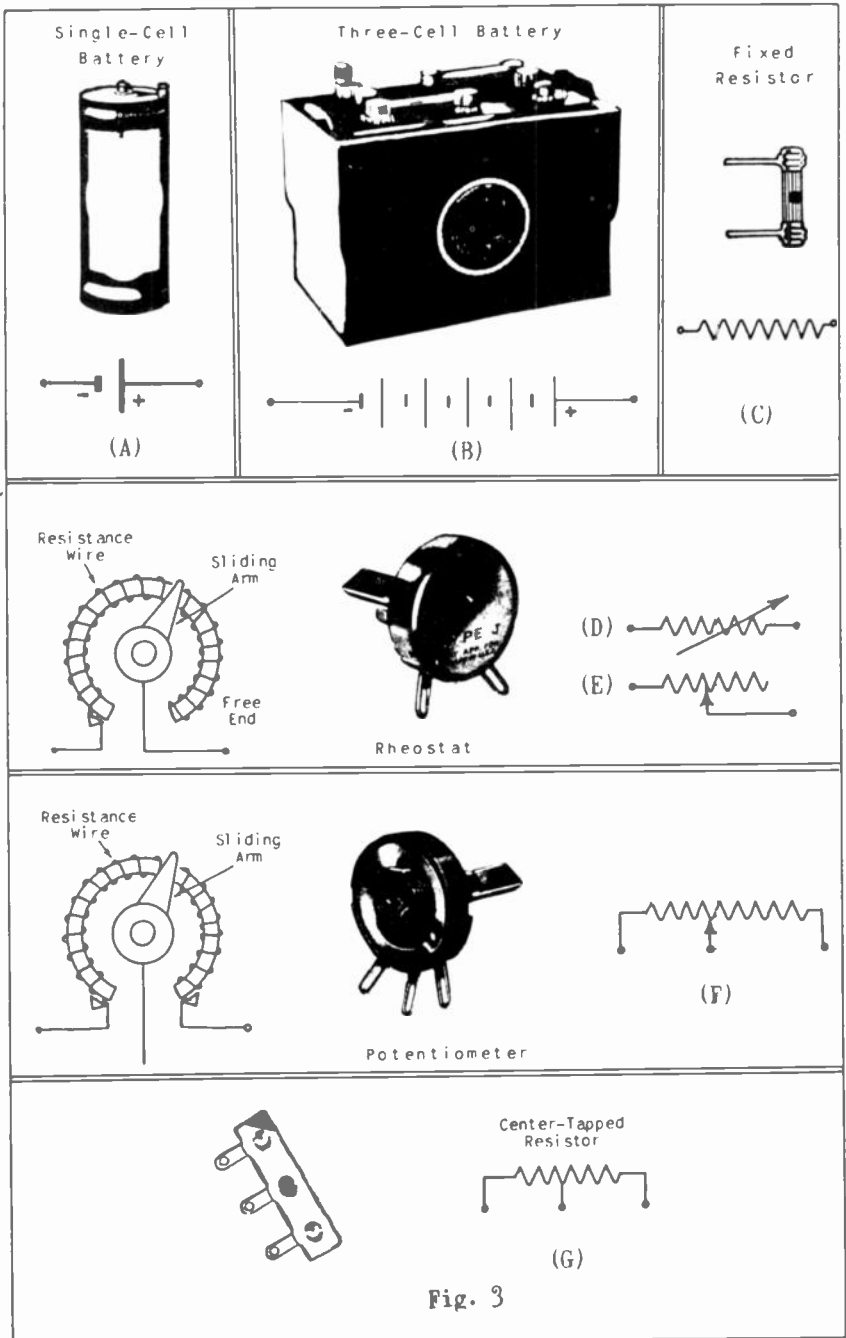 Single-Cell
Battery
- +
(A)
Three-Cell Battery
- +
(B)
Fixed
Resistor
(C)
Resistance
Wire
Sliding
Arm
Free
End
PE J
Rheostat
(D)
(E)
Resistance
Wire
Sliding
Arm
Potentiometer
(F)
Center-Tapped
Resistor
(G)
Fig. 3